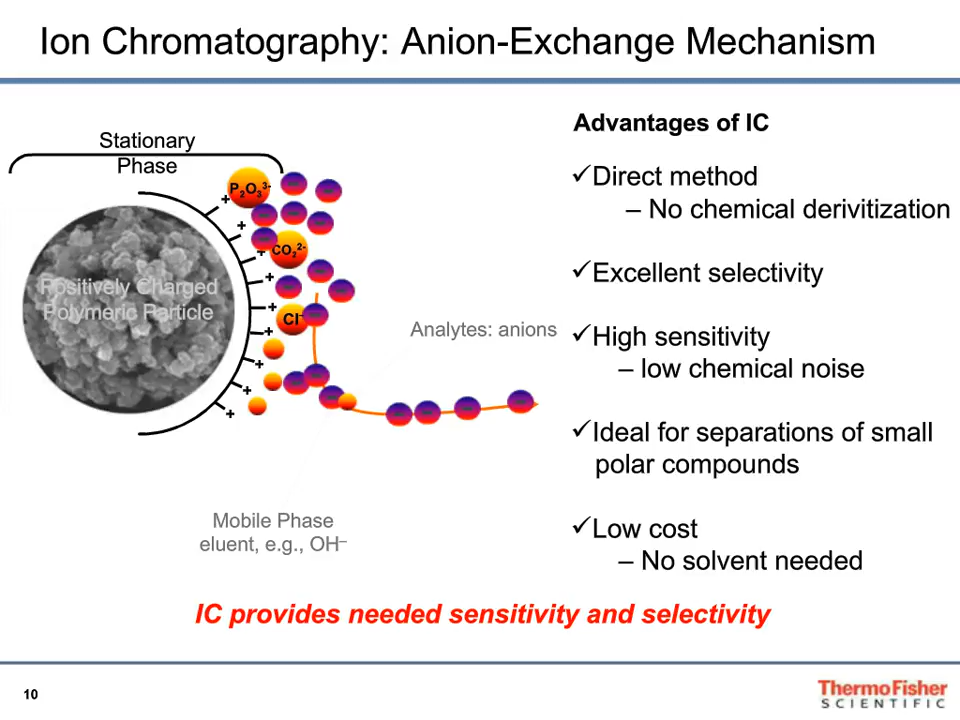 Ion Chromatography: Anion-Exchange Mechanism
Stationary
Phase
P₂O₃³⁻
CO₂²⁻
Cl⁻
+
+
+
+
+
+
+
+
+
Positively Charged
Polymeric Particle
Analytes: anions
Mobile Phase
eluent, e.g., OH⁻
Advantages of IC
✓Direct method
– No chemical derivitization
✓Excellent selectivity
✓High sensitivity
– low chemical noise
✓Ideal for separations of small
polar compounds
✓Low cost
– No solvent needed
IC provides needed sensitivity and selectivity
10
ThermoFisher
SCIENTIFIC